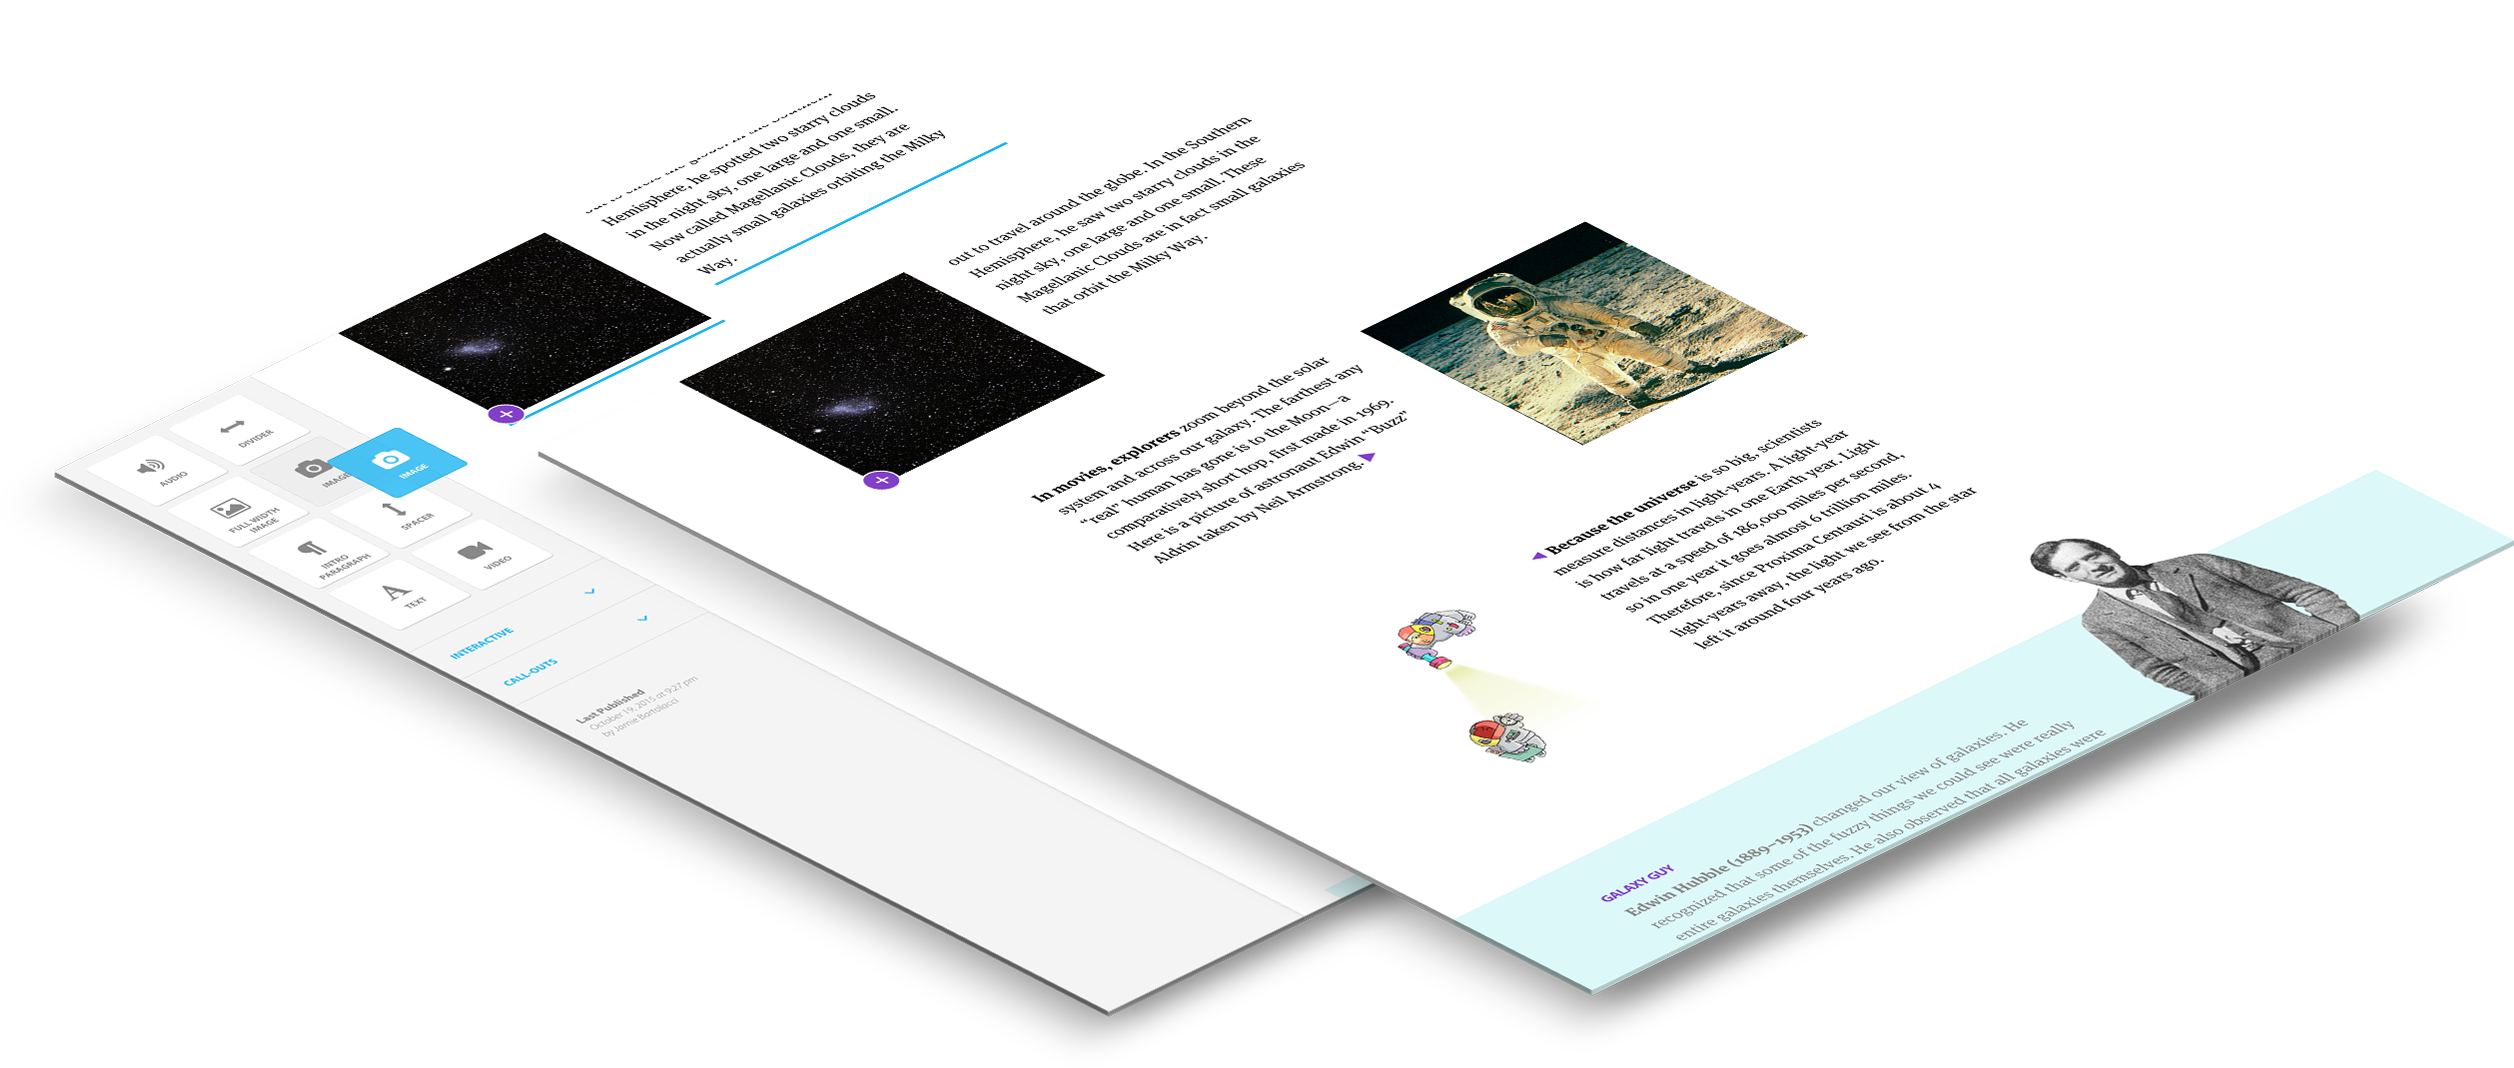 AUDIO
DIVIDER
FULL WIDTH
IMAGE
IMAGE
IMAGE
INTRO
PARAGRAPH
SPACER
TEXT
VIDEO
INTERACTIVE
CALL-OUTS
Last Published
October 19, 2015 at 9:27 pm
by Jamie Bartolacci
Hemisphere, he spotted two starry clouds
in the night sky, one large and one small.
Now called Magellanic Clouds, they are
actually small galaxies orbiting the Milky
Way.
out to travel around the globe. In the Southern
Hemisphere, he saw two starry clouds in the
night sky, one large and one small. These
Magellanic Clouds are in fact small galaxies
that orbit the Milky Way.
In movies, explorers zoom beyond the solar
system and across our galaxy. The farthest any
“real” human has gone is to the Moon—a
comparatively short hop, first made in 1969.
Here is a picture of astronaut Edwin “Buzz”
Aldrin taken by Neil Armstrong.
Because the universe is so big, scientists
measure distances in light-years. A light-year
is how far light travels in one Earth year. Light
travels at a speed of 186,000 miles per second,
so in one year it goes almost 6 trillion miles.
Therefore, since Proxima Centauri is about 4
light-years away, the light we see from the star
left it around four years ago.
GALAXY GUY
Edwin Hubble (1889–1953) changed our view of galaxies. He
recognized that some of the fuzzy things we could see were really
entire galaxies themselves. He also observed that all galaxies were